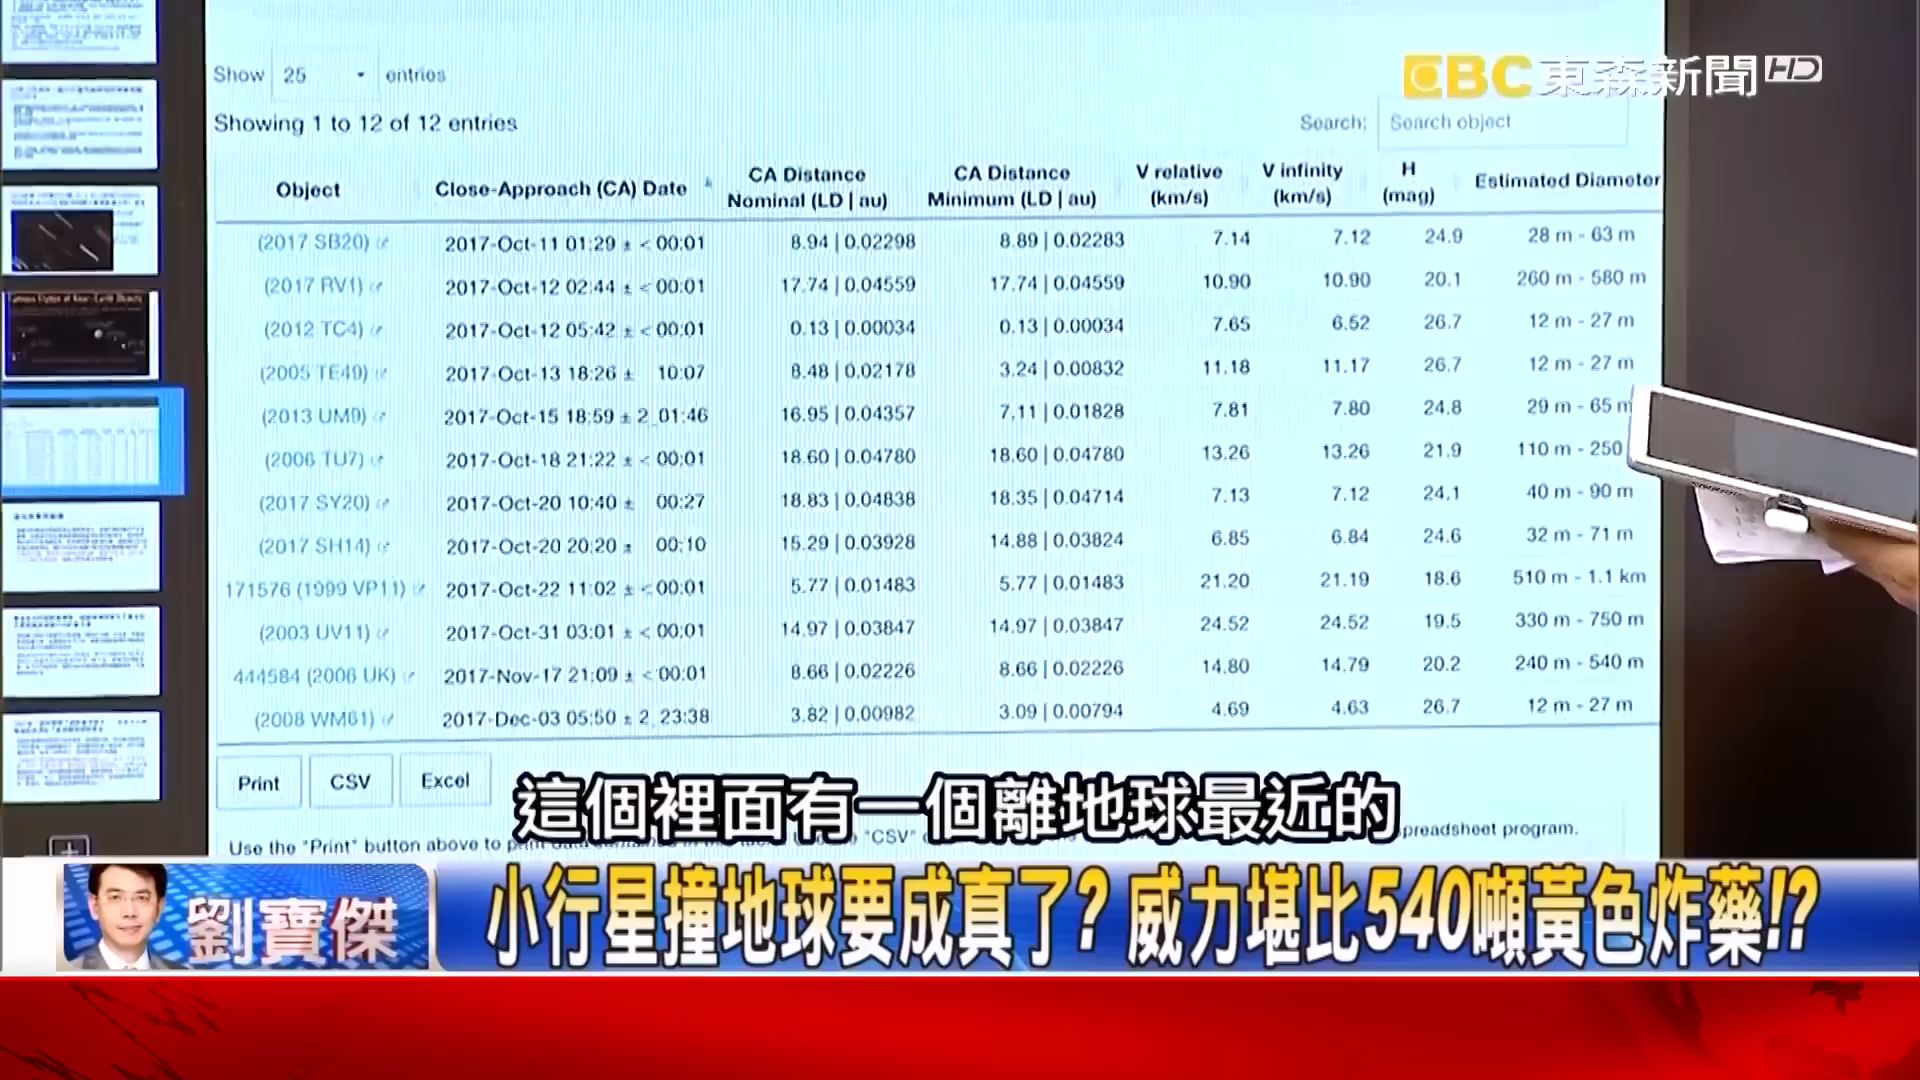 EBC 東森新聞 HD
Show 25 entries
Showing 1 to 12 of 12 entries
Search: Search object
Object Close-Approach (CA) Date CA Distance Nominal (LD | au) CA Distance Minimum (LD | au) V relative (km/s) V infinity (km/s) H (mag) Estimated Diameter
(2017 SB20) 2017-Oct-11 01:29 ± < 00:01 8.94 | 0.02298 8.89 | 0.02283 7.14 7.12 24.9 28 m - 63 m
(2017 RV1) 2017-Oct-12 02:44 ± < 00:01 17.74 | 0.04559 17.74 | 0.04559 10.90 10.90 20.1 260 m - 580 m
(2012 TC4) 2017-Oct-12 05:42 ± < 00:01 0.13 | 0.00034 0.13 | 0.00034 7.65 6.52 26.7 12 m - 27 m
(2005 TE49) 2017-Oct-13 18:26 ± 10:07 8.48 | 0.02178 3.24 | 0.00832 11.18 11.17 26.7 12 m - 27 m
(2013 UM9) 2017-Oct-15 18:59 ± 2_01:46 16.95 | 0.04357 7.11 | 0.01828 7.81 7.80 24.8 29 m - 65 m
(2006 TU7) 2017-Oct-18 21:22 ± < 00:01 18.60 | 0.04780 18.60 | 0.04780 13.26 13.26 21.9 110 m - 250
(2017 SY20) 2017-Oct-20 10:40 ± 00:27 18.83 | 0.04838 18.35 | 0.04714 7.13 7.12 24.1 40 m - 90 m
(2017 SH14) 2017-Oct-20 20:20 ± 00:10 15.29 | 0.03928 14.88 | 0.03824 6.85 6.84 24.6 32 m - 71 m
171576 (1999 VP11) 2017-Oct-22 11:02 ± < 00:01 5.77 | 0.01483 5.77 | 0.01483 21.20 21.19 18.6 510 m - 1.1 km
(2003 UV11) 2017-Oct-31 03:01 ± < 00:01 14.97 | 0.03847 14.97 | 0.03847 24.52 24.52 19.5 330 m - 750 m
444584 (2006 UK) 2017-Nov-17 21:09 ± < 00:01 8.66 | 0.02226 8.66 | 0.02226 14.80 14.79 20.2 240 m - 540 m
(2008 WM61) 2017-Dec-03 05:50 ± 2_23:38 3.82 | 0.00982 3.09 | 0.00794 4.69 4.63 26.7 12 m - 27 m
Print CSV Excel
Use the "Print" button above to "CSV" spreadsheet program.
這個裡面有一個離地球最近的
劉寶傑
小行星撞地球要成真了? 威力堪比540噸黃色炸藥!?